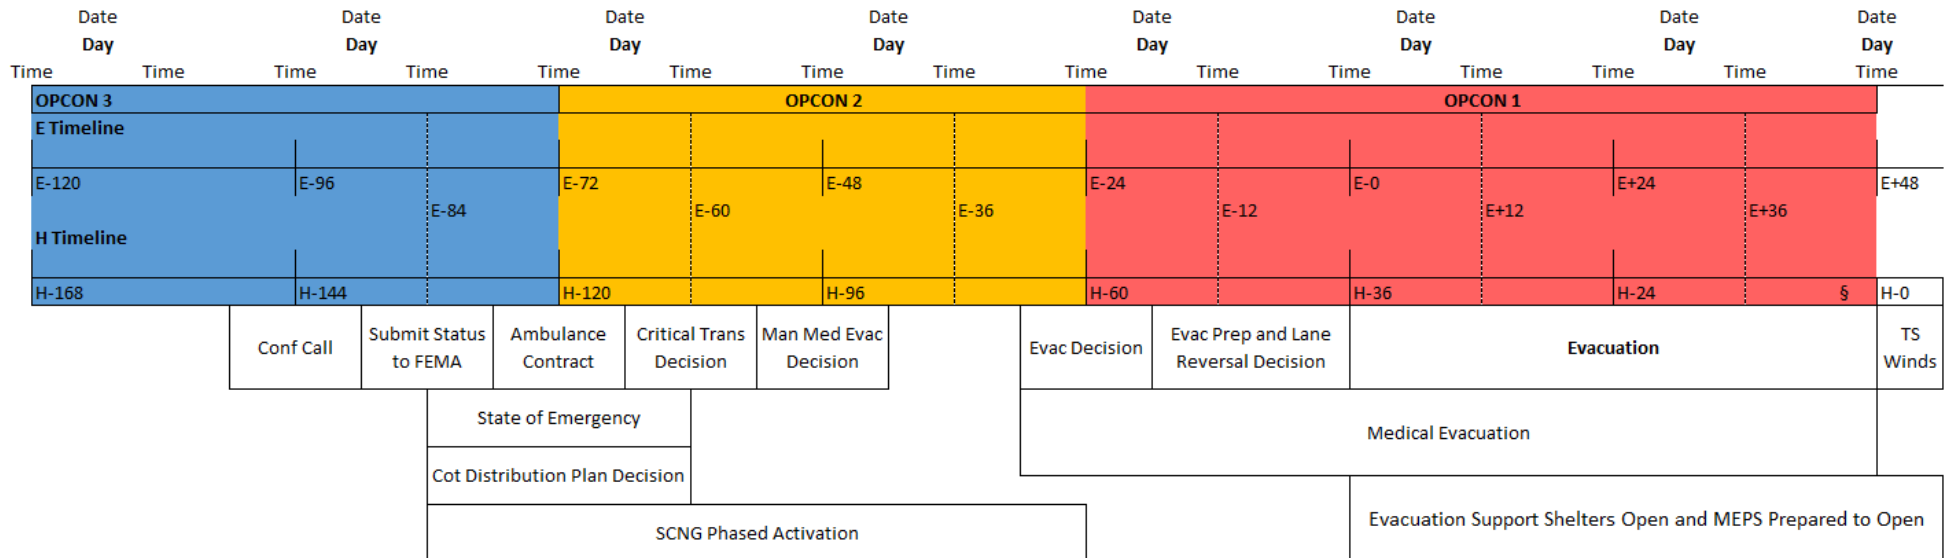 Date Date Date Date Date Date Date Date
Day Day Day Day Day Day Day Day
Time Time Time Time Time Time Time Time Time Time Time Time Time Time Time
OPCON 3 OPCON 2 OPCON 1
E Timeline
E-120 E-96 E-72 E-48 E-24 E-0 E+24 E+48
E-84 E-60 E-36 E-12 E+12 E+36
H Timeline
H-168 H-144 H-120 H-96 H-60 H-36 H-24 § H-0
Conf Call
Submit Status
to FEMA
Ambulance
Contract
Critical Trans
Decision
Man Med Evac
Decision
Evac Decision
Evac Prep and Lane
Reversal Decision
Evacuation
TS
Winds
State of Emergency
Medical Evacuation
Cot Distribution Plan Decision
SCNG Phased Activation
Evacuation Support Shelters Open and MEPS Prepared to Open